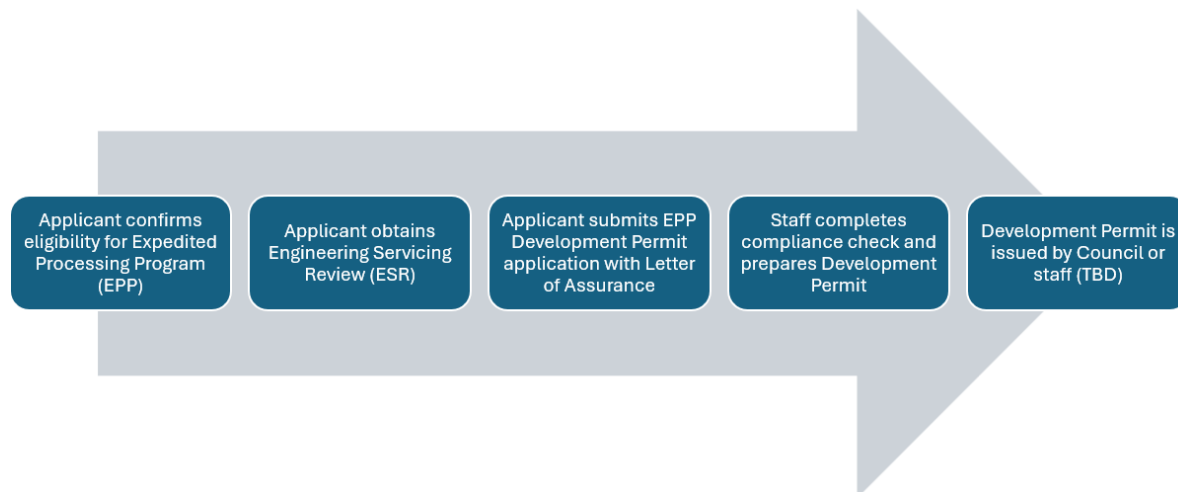 Applicant confirms
eligibility for Expedited
Processing Program
(EPP)
Applicant obtains
Engineering Servicing
Review (ESR)
Applicant submits EPP
Development Permit
application with Letter
of Assurance
Staff completes
compliance check and
prepares Development
Permit
Development Permit is
issued by Council or
staff (TBD)